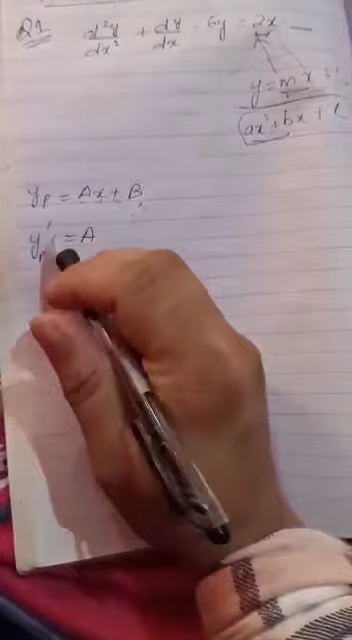 Q1 d²y/dx² + dy/dx - 6y = 2x
y = mx +
ax² + bx + c
yₚ = Ax + B
yₚ' = A